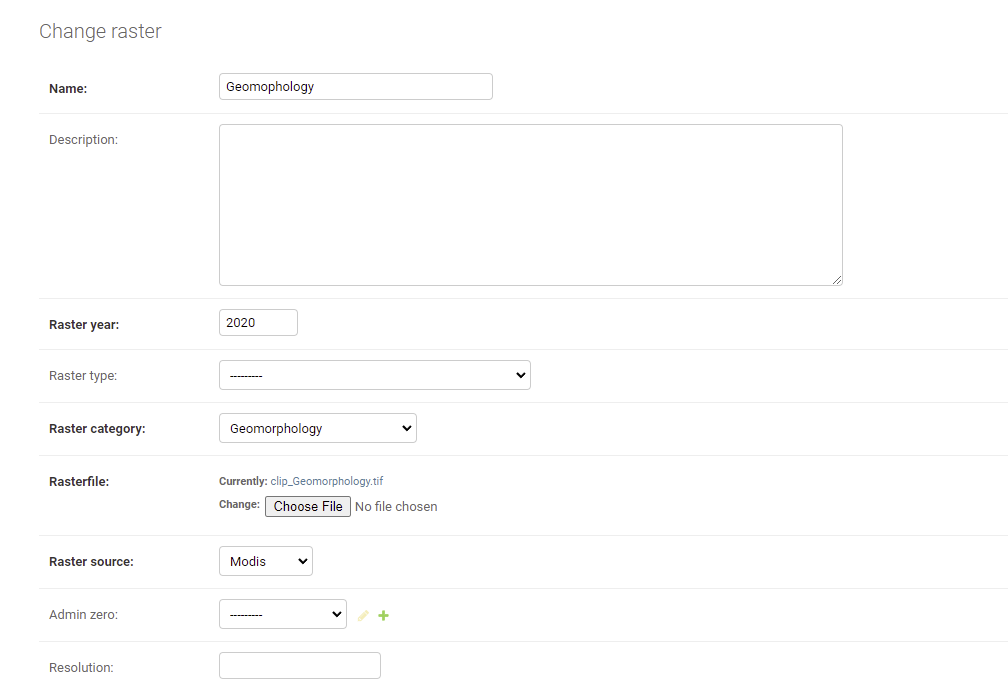 Change raster
Name: Geomophology
Description:
Raster year: 2020
Raster type: ---------
Raster category: Geomorphology
Rasterfile: Currently: clip_Geomorphology.tif
Change: Choose File No file chosen
Raster source: Modis
Admin zero: ---------
Resolution: